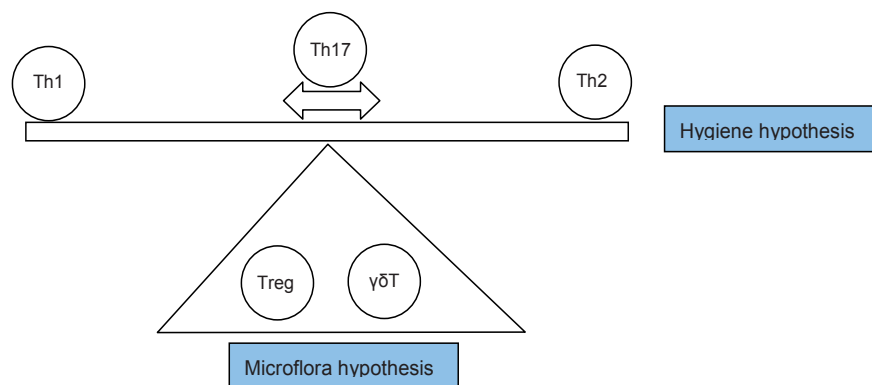 Th17
Th1
Th2
Hygiene hypothesis
Treg
γδT
Microflora hypothesis